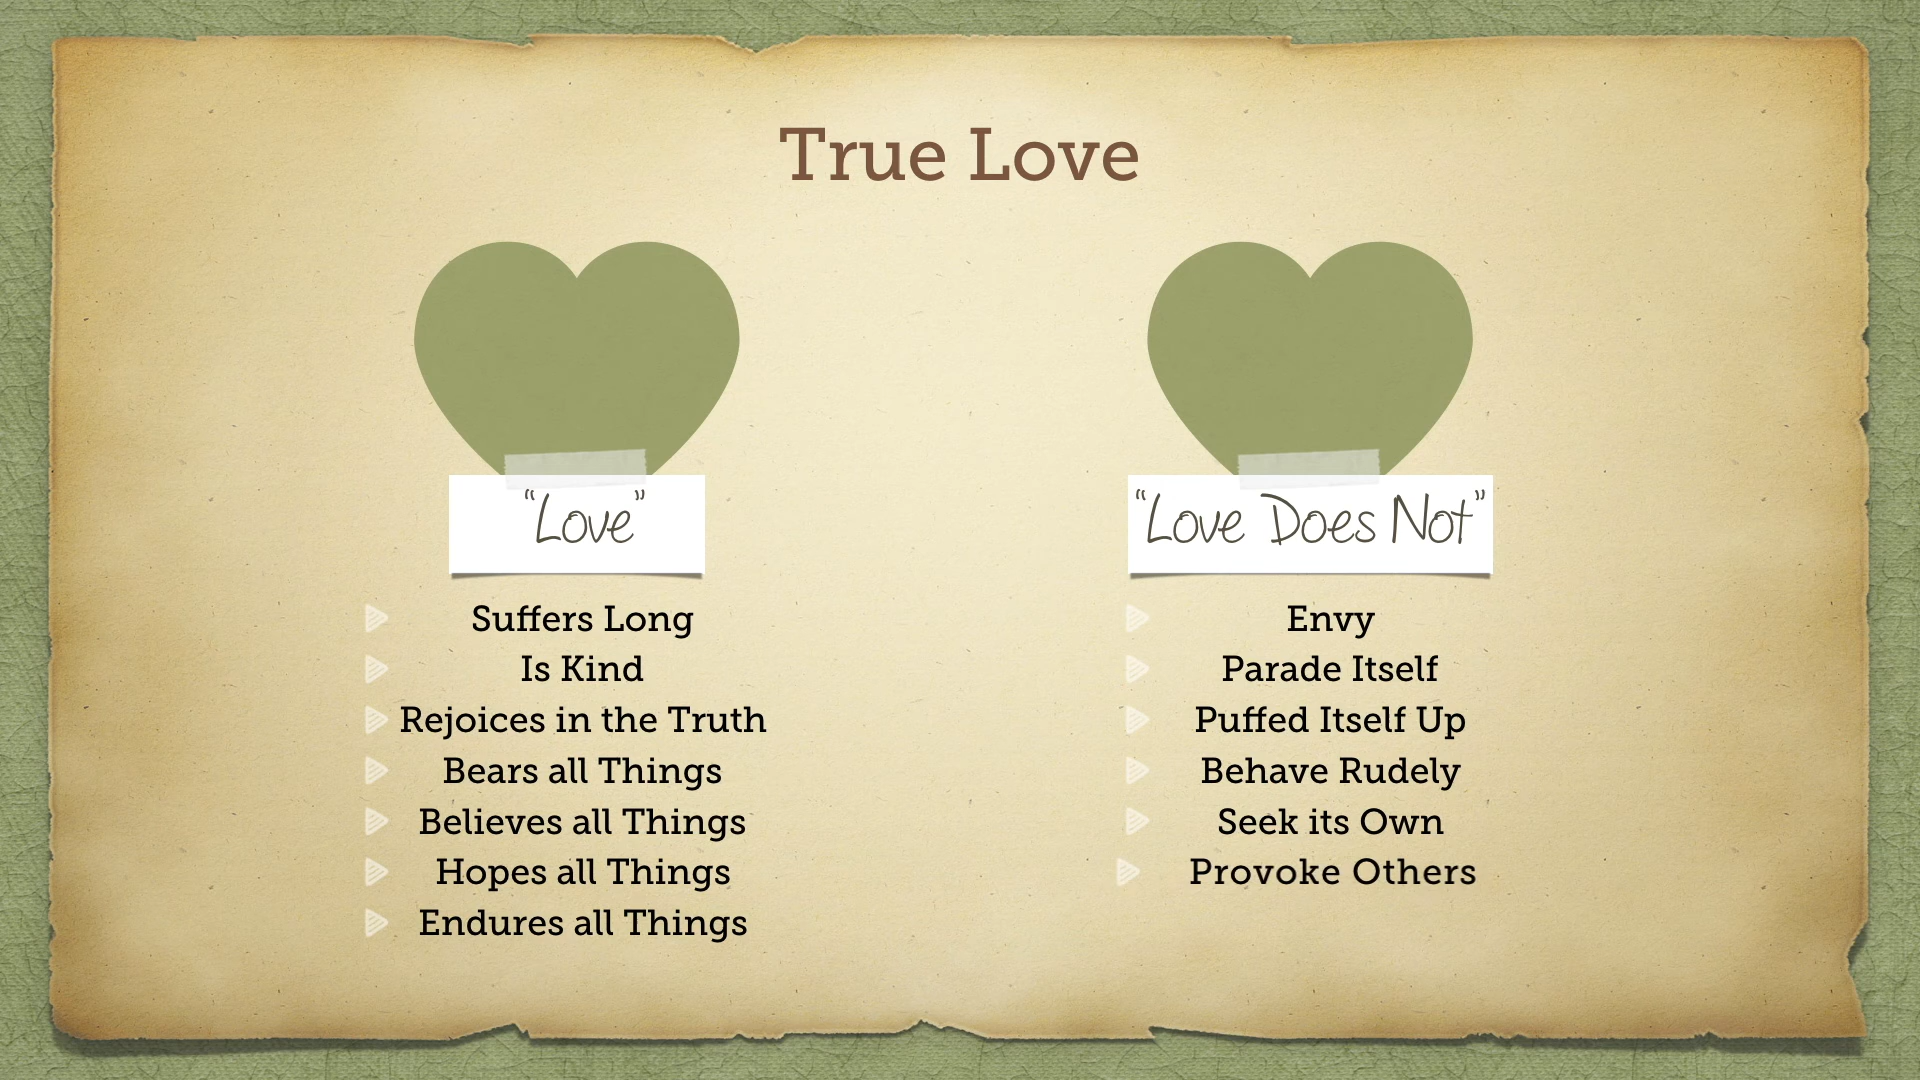 True Love
“Love”
Suffers Long
Is Kind
Rejoices in the Truth
Bears all Things
Believes all Things
Hopes all Things
Endures all Things
“Love Does Not”
Envy
Parade Itself
Puffed Itself Up
Behave Rudely
Seek its Own
Provoke Others